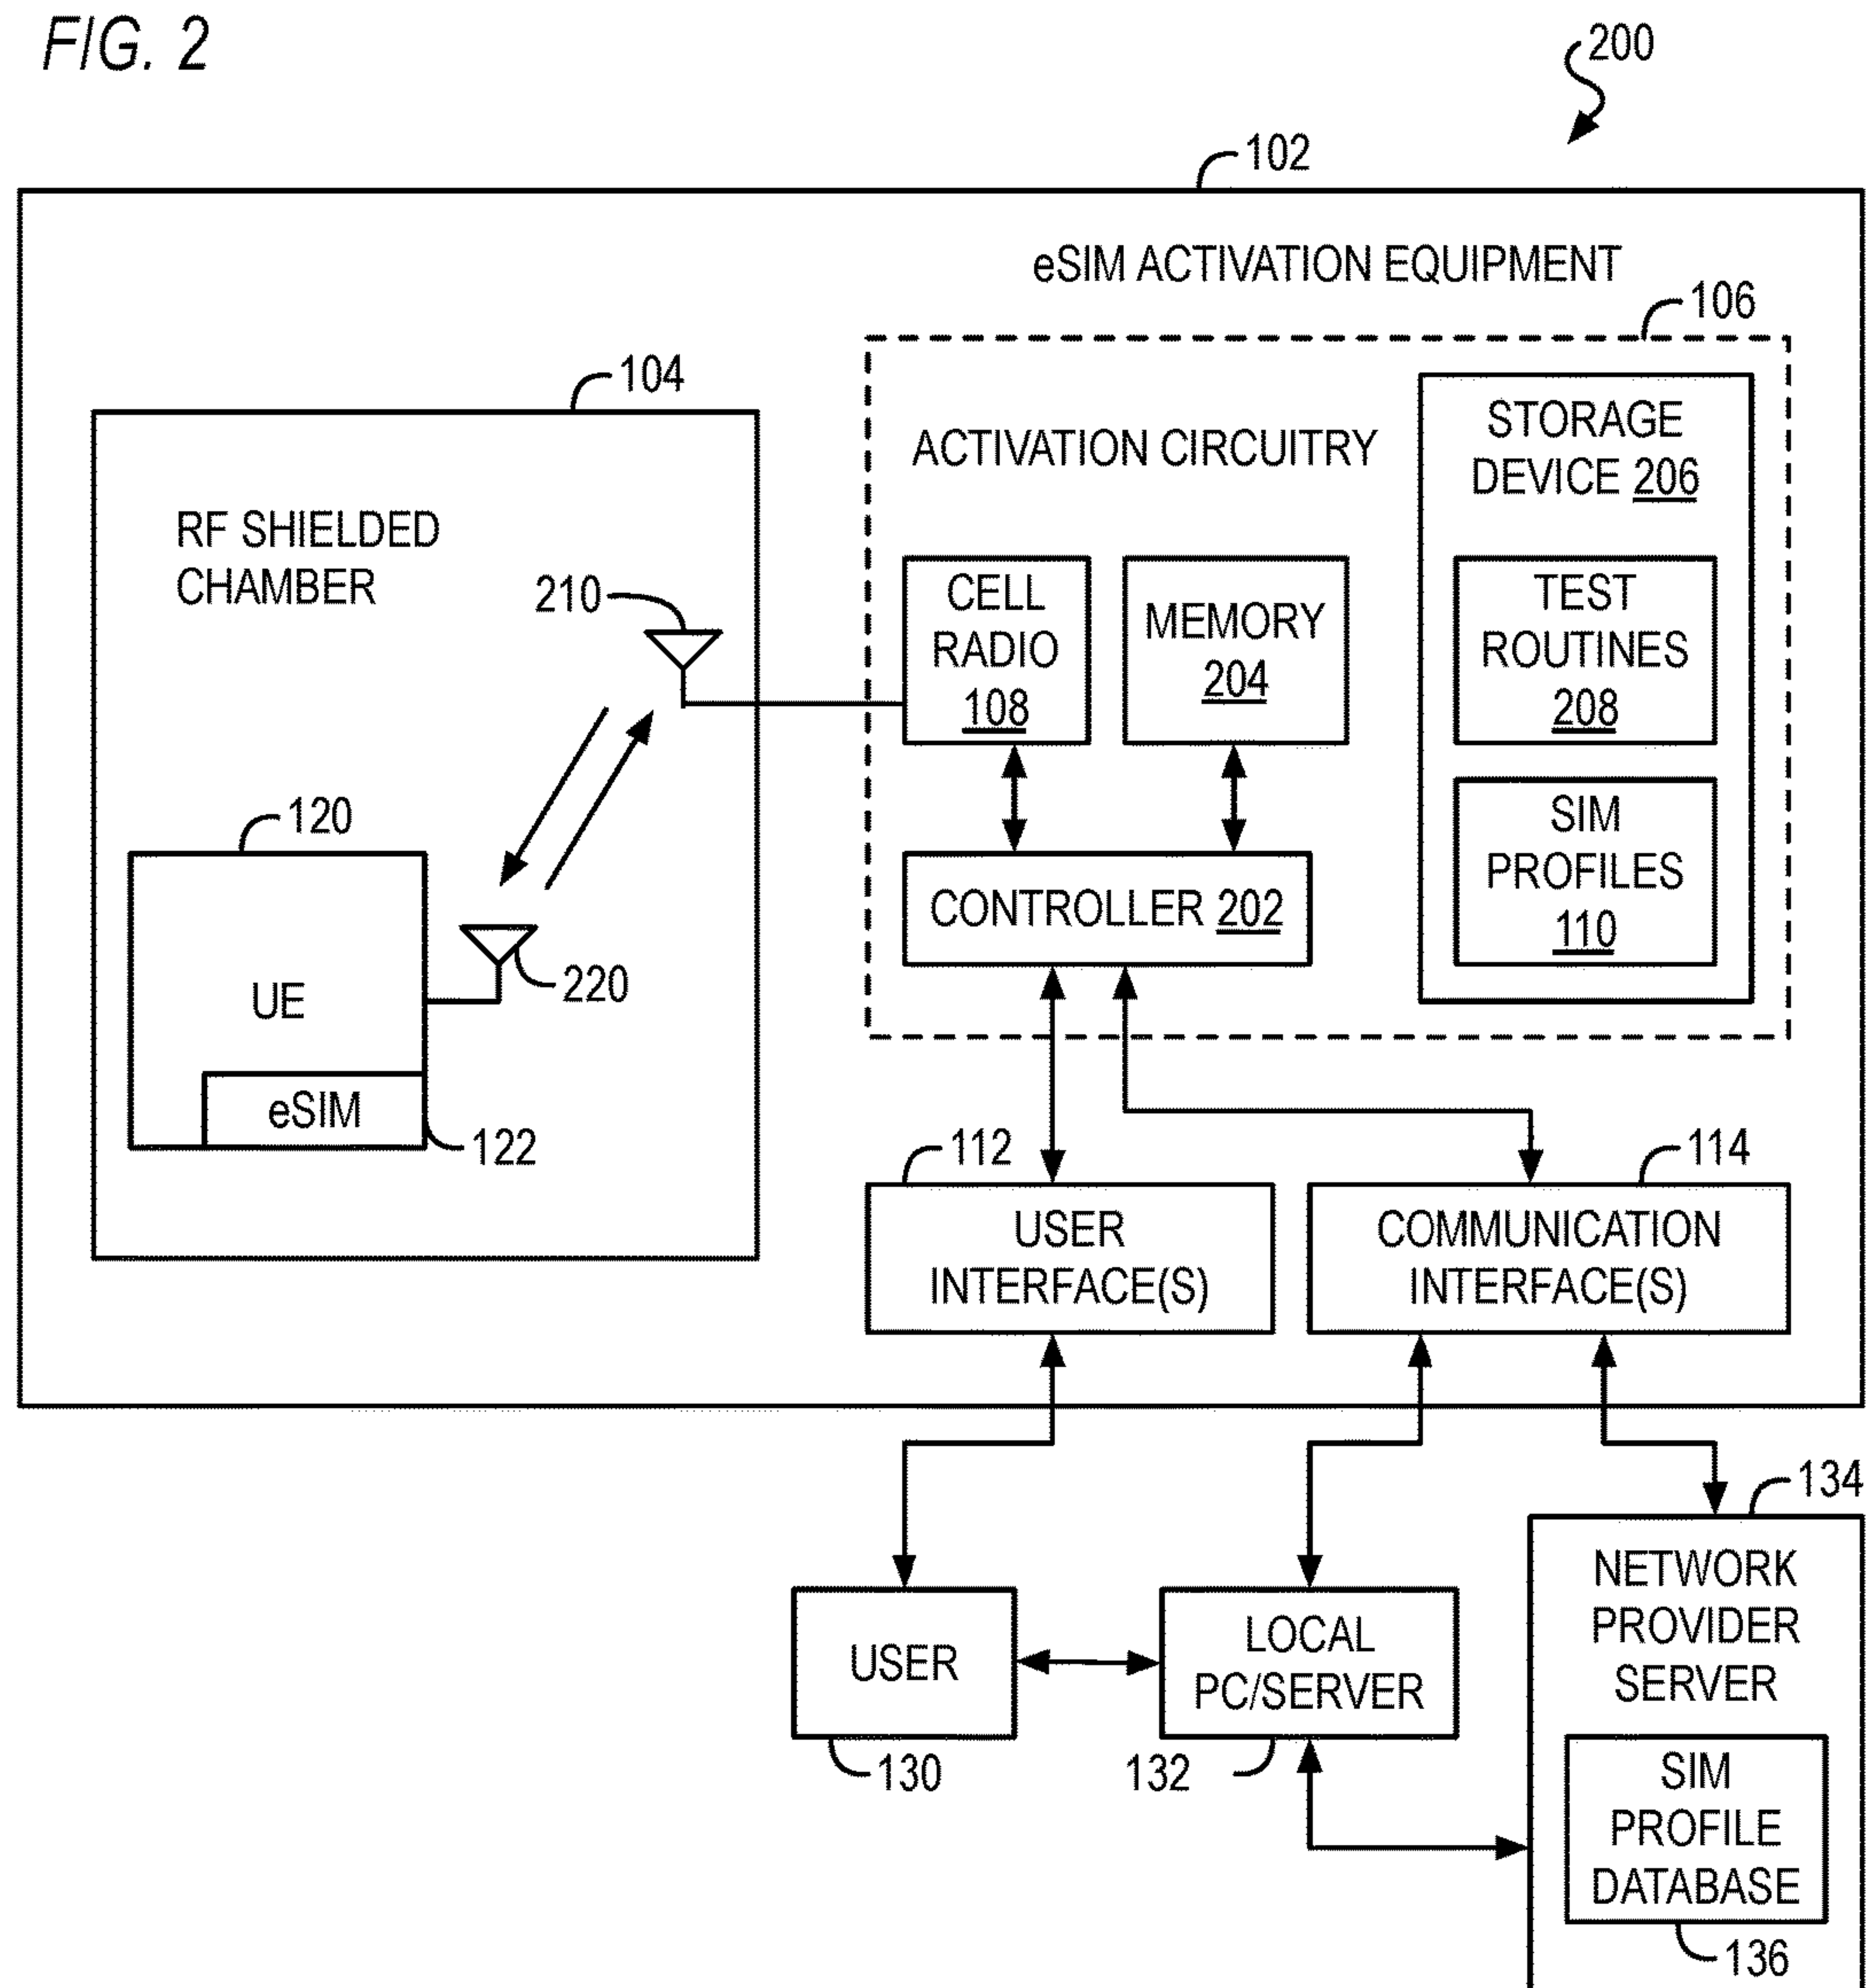 FIG. 2
200
102
eSIM ACTIVATION EQUIPMENT
106
104
ACTIVATION CIRCUITRY
STORAGE
DEVICE 206
RF SHIELDED
CHAMBER
210
CELL
RADIO
108
MEMORY
204
TEST
ROUTINES
208
120
SIM
PROFILES
110
CONTROLLER 202
220
UE
eSIM
122
112
114
USER
INTERFACE(S)
COMMUNICATION
INTERFACE(S)
134
NETWORK
PROVIDER
SERVER
USER
LOCAL
PC/SERVER
130
132
SIM
PROFILE
DATABASE
136